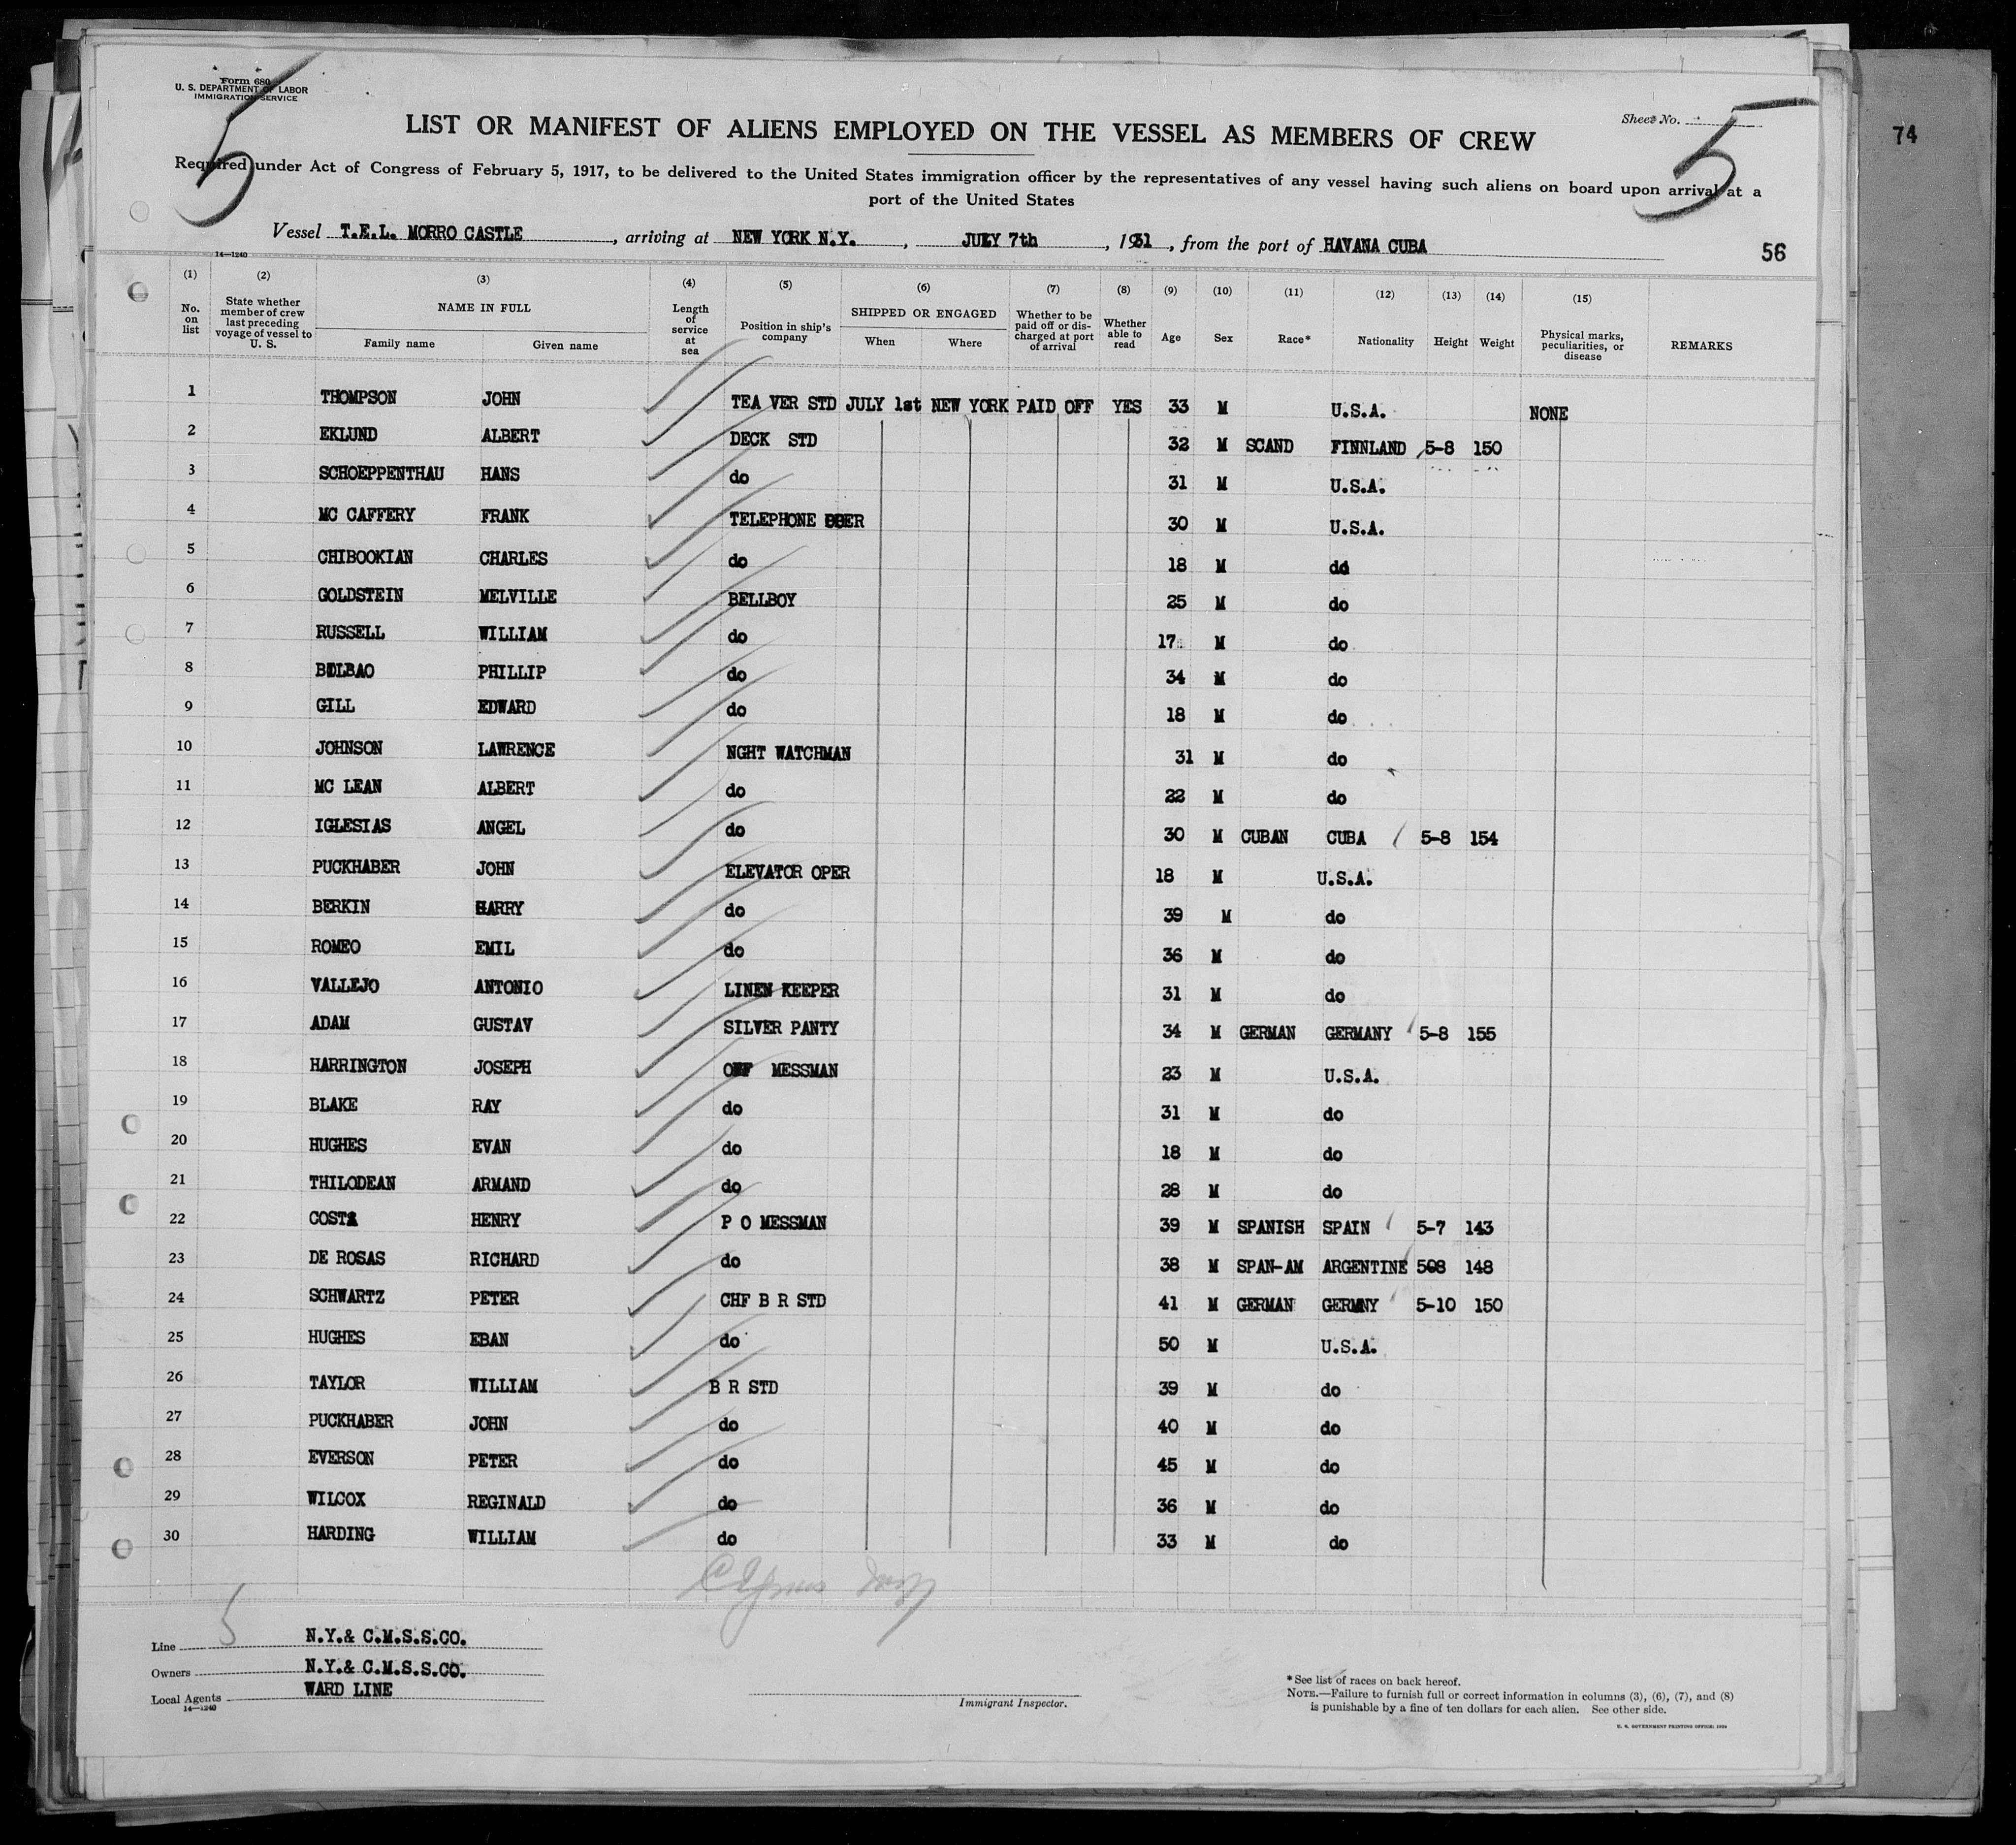 Form 680
U. S. DEPARTMENT OF LABOR
IMMIGRATION SERVICE
5
Sheet No. 5
74
LIST OR MANIFEST OF ALIENS EMPLOYED ON THE VESSEL AS MEMBERS OF CREW
Required under Act of Congress of February 5, 1917, to be delivered to the United States immigration officer by the representatives of any vessel having such aliens on board upon arrival at a
port of the United States
Vessel T.E.L. MORRO CASTLE, arriving at NEW YORK N.Y., JULY 7th, 1931, from the port of HAVANA CUBA
56
14—1240
(1) (2) (3) (4) (5) (6) (7) (8) (9) (10) (11) (12) (13) (14) (15)
No. on list State whether member of crew last preceding voyage of vessel to U. S. NAME IN FULL Family name Given name Length of service at sea Position in ship's company SHIPPED OR ENGAGED When Where Whether to be paid off or discharged at port of arrival Whether able to read Age Sex Race* Nationality Height Weight Physical marks, peculiarities, or disease REMARKS
1 THOMPSON JOHN TEA VER STD JULY 1st NEW YORK PAID OFF YES 33 M U.S.A. NONE
2 EKLUND ALBERT DECK STD 32 M SCAND FINNLAND 5-8 150
3 SCHOEPPENTHAU HANS do 31 M U.S.A.
4 MC CAFFERY FRANK TELEPHONE OPER 30 M U.S.A.
5 CHIBOOKIAN CHARLES do 18 M do
6 GOLDSTEIN MELVILLE BELLBOY 25 M do
7 RUSSELL WILLIAM do 17 M do
8 BILBAO PHILLIP do 34 M do
9 GILL EDWARD do 18 M do
10 JOHNSON LAWRENCE NGHT WATCHMAN 31 M do
11 MC LEAN ALBERT do 22 M do
12 IGLESIAS ANGEL do 30 M CUBAN CUBA 5-8 154
13 PUCKHABER JOHN ELEVATOR OPER 18 M U.S.A.
14 BERKIN HARRY do 39 M do
15 ROMEO EMIL do 36 M do
16 VALLEJO ANTONIO LINEN KEEPER 31 M do
17 ADAM GUSTAV SILVER PANTY 34 M GERMAN GERMANY 5-8 155
18 HARRINGTON JOSEPH OFF MESSMAN 23 M U.S.A.
19 BLAKE RAY do 31 M do
20 HUGHES EVAN do 18 M do
21 THILODEAN ARMAND do 28 M do
22 COSTA HENRY P O MESSMAN 39 M SPANISH SPAIN 5-7 143
23 DE ROSAS RICHARD do 38 M SPAN-AM ARGENTINE 508 148
24 SCHWARTZ PETER CHF B R STD 41 M GERMAN GERMNY 5-10 150
25 HUGHES EBAN do 50 M U.S.A.
26 TAYLOR WILLIAM B R STD 39 M do
27 PUCKHABER JOHN do 40 M do
28 EVERSON PETER do 45 M do
29 WILCOX REGINALD do 36 M do
30 HARDING WILLIAM do 33 M do
5
Line N.Y.& C.M.S.S.CO.
Owners N.Y.& C.M.S.S.CO.
Local Agents WARD LINE
14—1240
Immigrant Inspector.
*See list of races on back hereof.
NOTE.—Failure to furnish full or correct information in columns (3), (6), (7), and (8)
is punishable by a fine of ten dollars for each alien. See other side.
U. S. GOVERNMENT PRINTING OFFICE: 1929